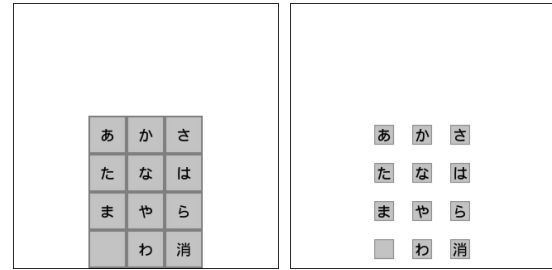 あ か さ
た な は
ま や ら
わ 消
あ か さ
た な は
ま や ら
わ 消